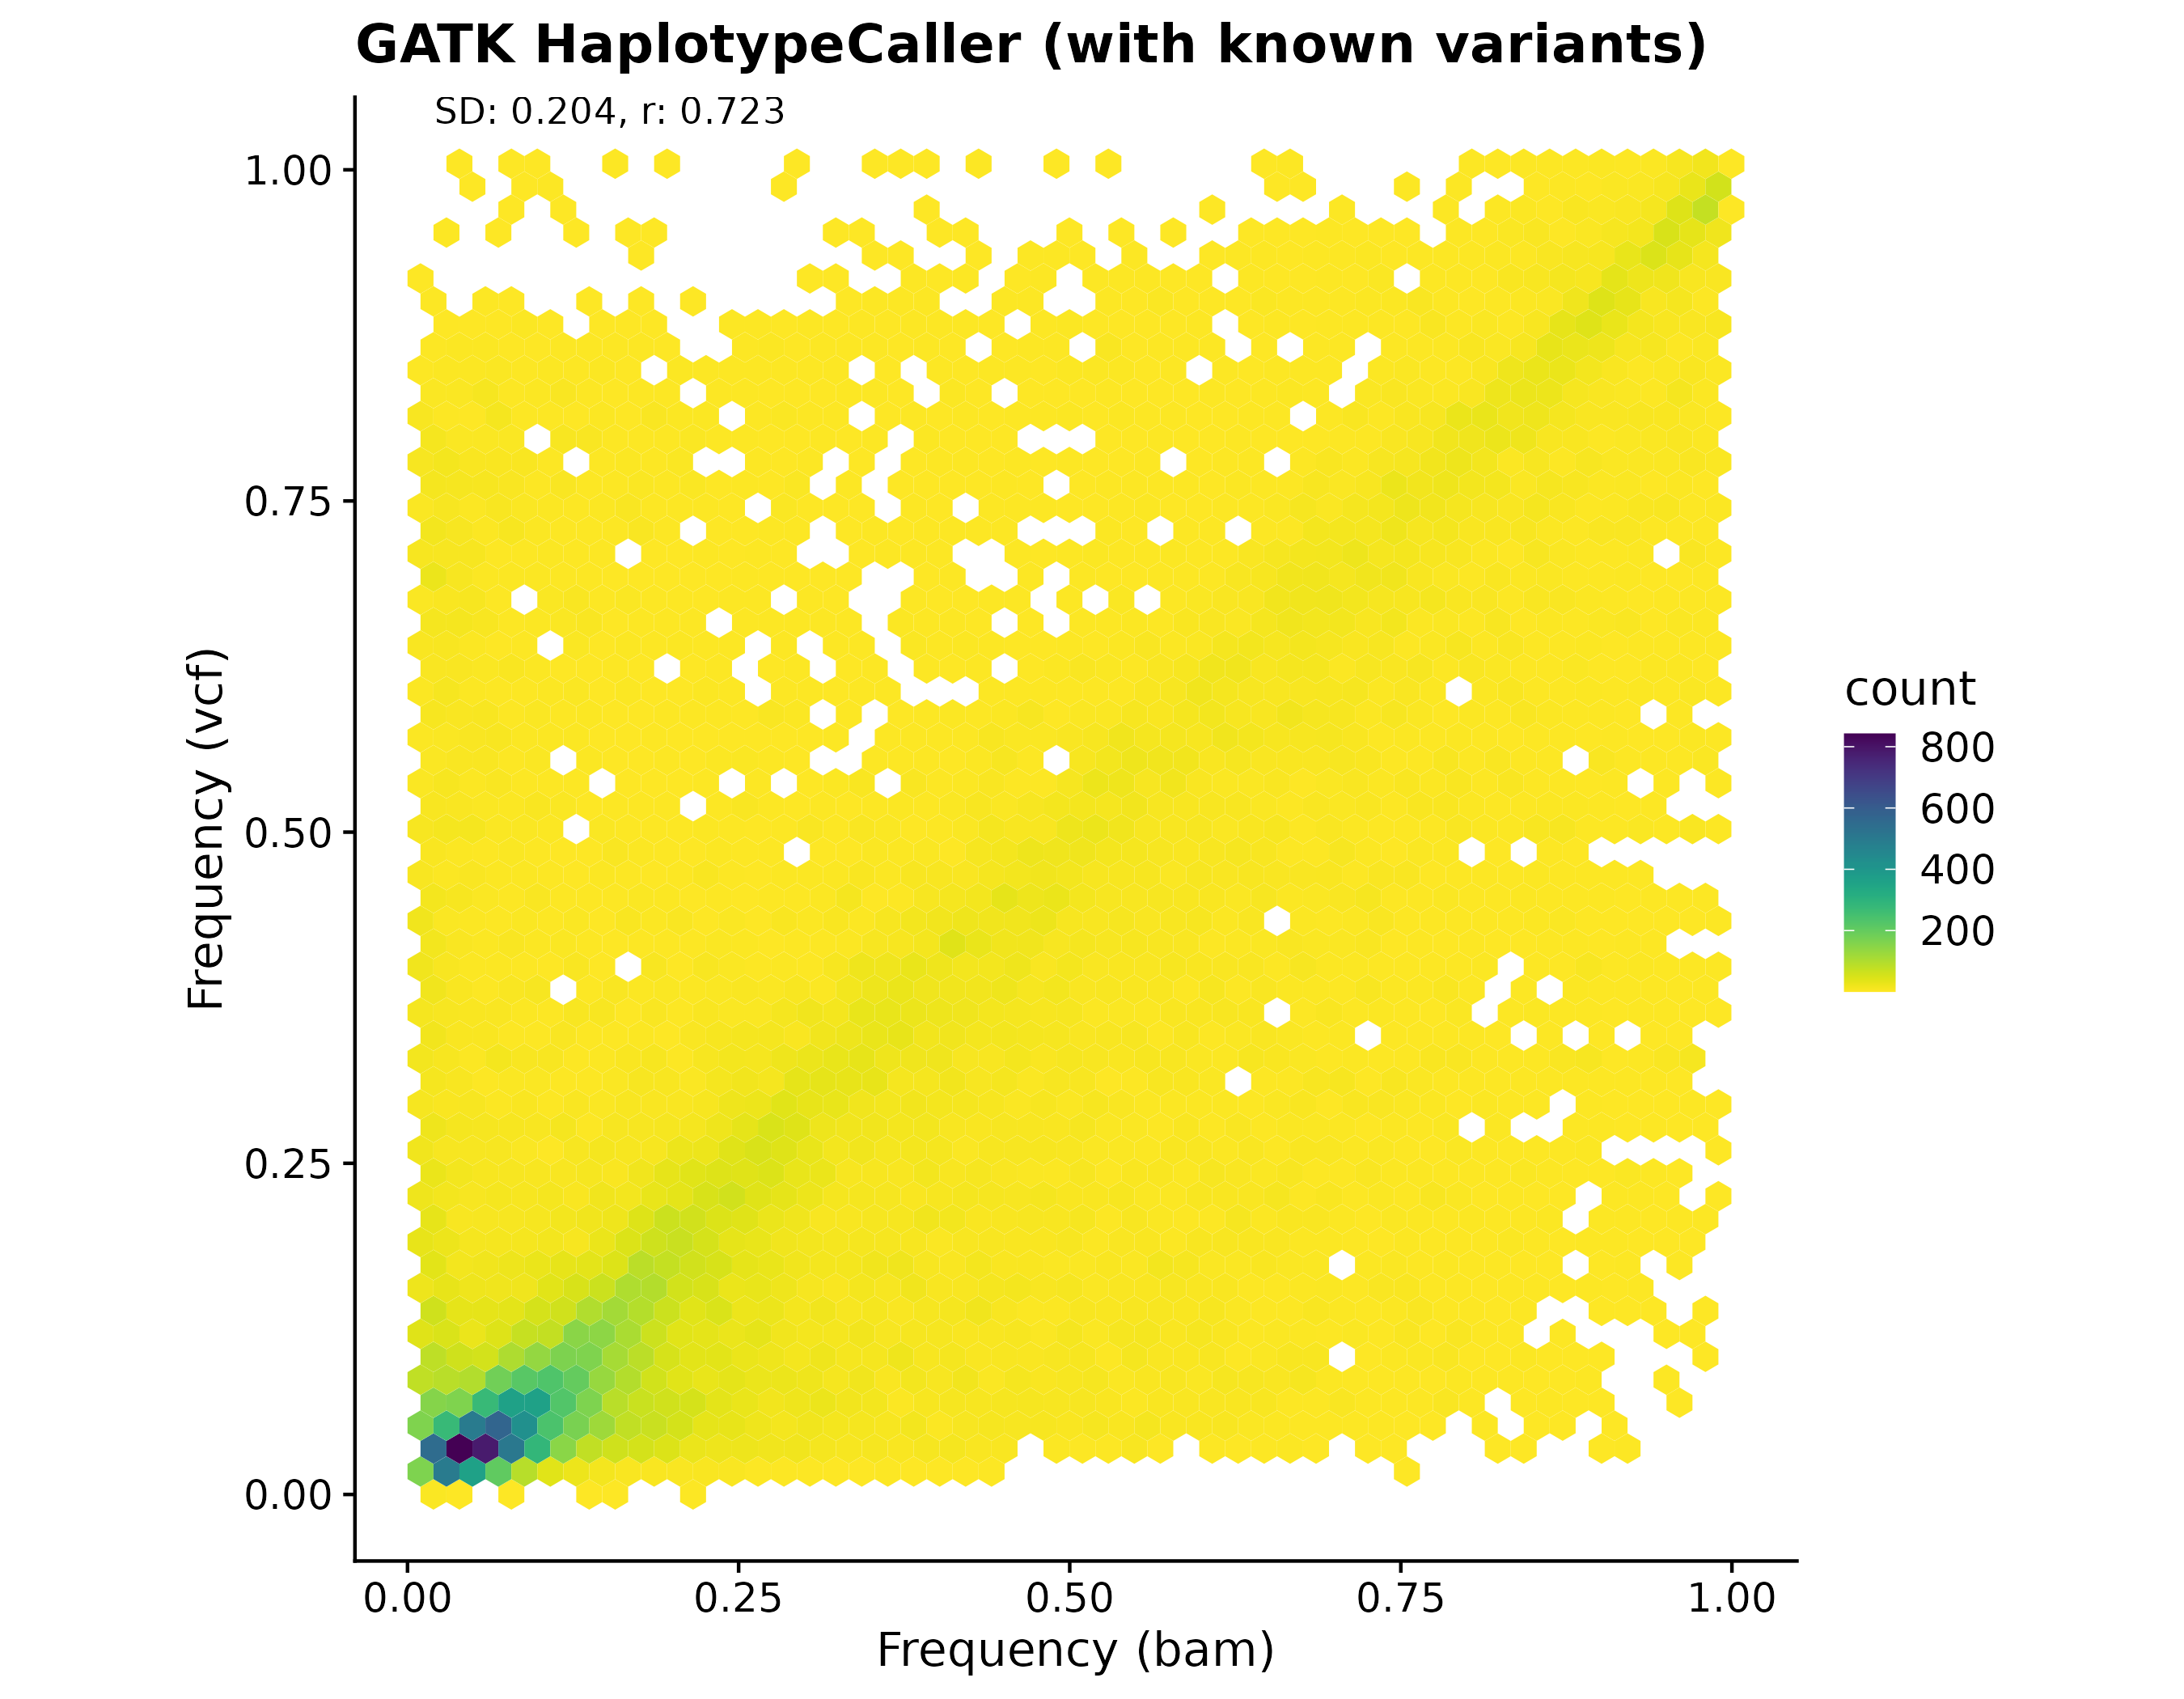 GATK HaplotypeCaller (with known variants)
SD: 0.204, r: 0.723
1.00
0.75
0.50
0.25
0.00
Frequency (vcf)
0.00 0.25 0.50 0.75 1.00
Frequency (bam)
count
800
600
400
200